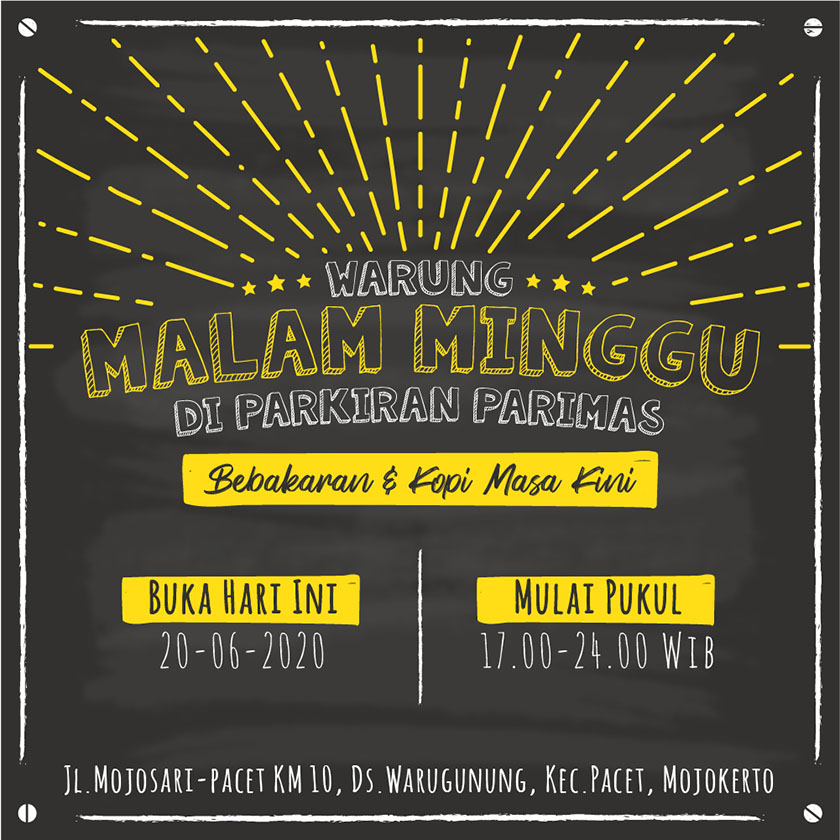 WARUNG
MALAM MINGGU
DI PARKIRAN PARIMAS
Bebakaran & Kopi Masa Kini
BUKA HARI INI
20-06-2020
MULAI PUKUL
17.00-24.00 WIB
JL.MOJOSARI-PACET KM 10, DS.WARUGUNUNG, KEC.PACET, MOJOKERTO